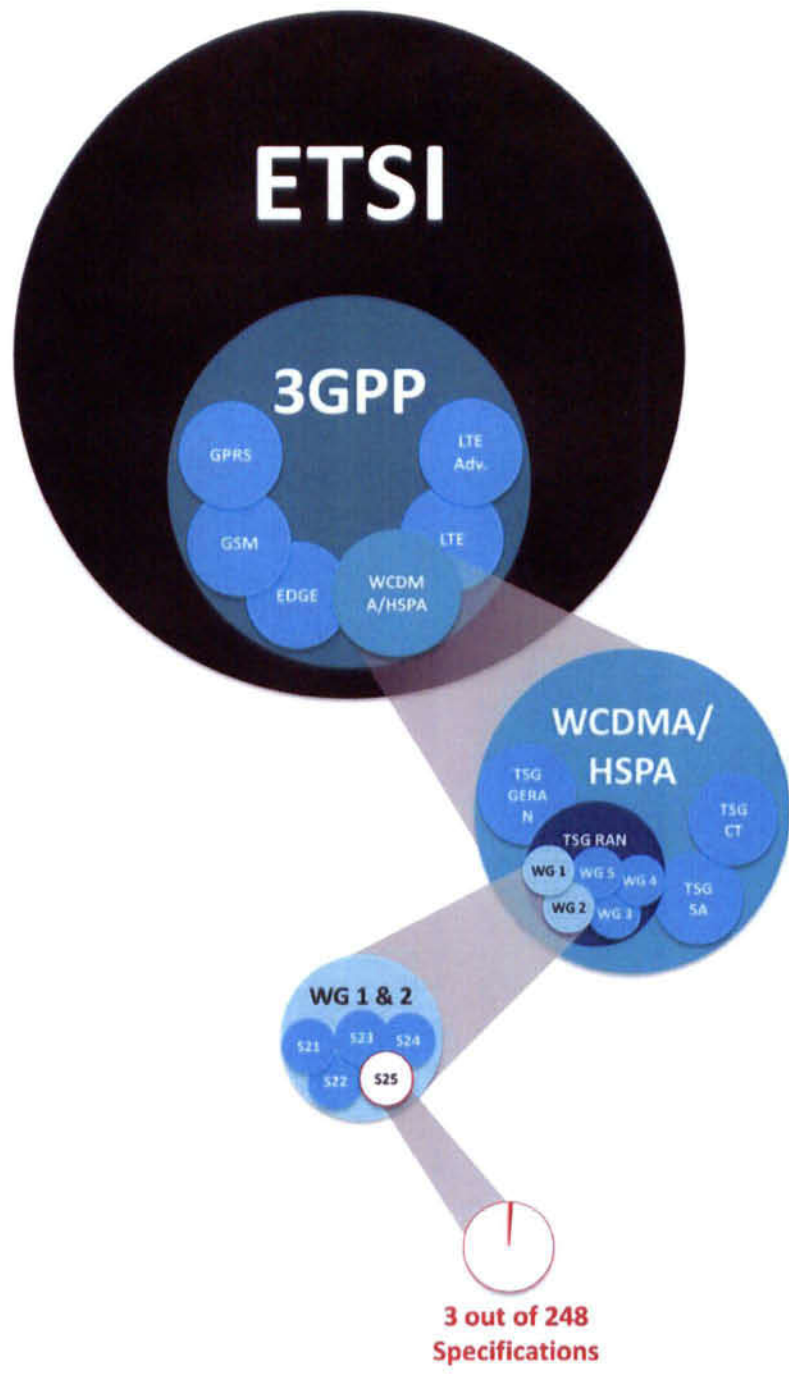 ETSI
3GPP
GPRS
LTE
Adv.
GSM
LTE
EDGE
WCDM
A/HSPA
WCDMA/
HSPA
TSG
GERA
N
TSG
CT
TSG RAN
WG 1
WG 5
WG 4
TSG
SA
WG 2
WG 3
WG 1 & 2
S21
S23
S24
S22
S25
3 out of 248
Specifications